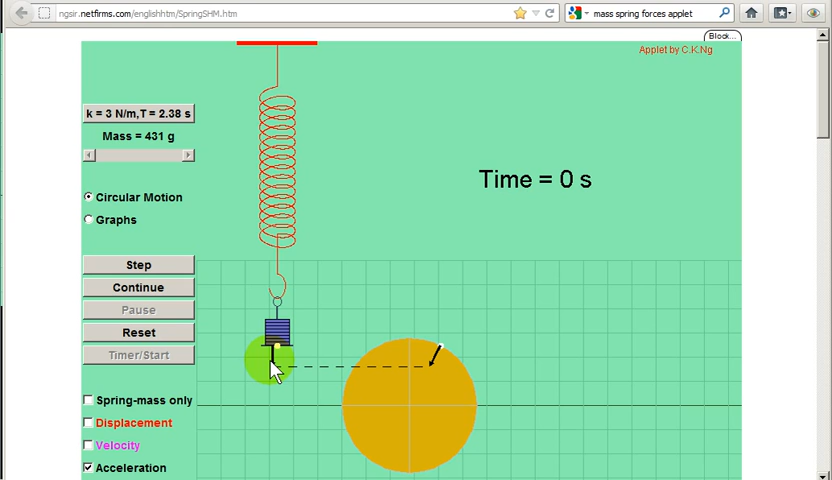 ngsir.netfirms.com/englishhtm/SpringSHM.htm
mass spring forces applet
Block...
Applet by C.K.Ng
k = 3 N/m,T = 2.38 s
Mass = 431 g
Time = 0 s
Circular Motion
Graphs
Step
Continue
Pause
Reset
Timer/Start
Spring-mass only
Displacement
Velocity
Acceleration